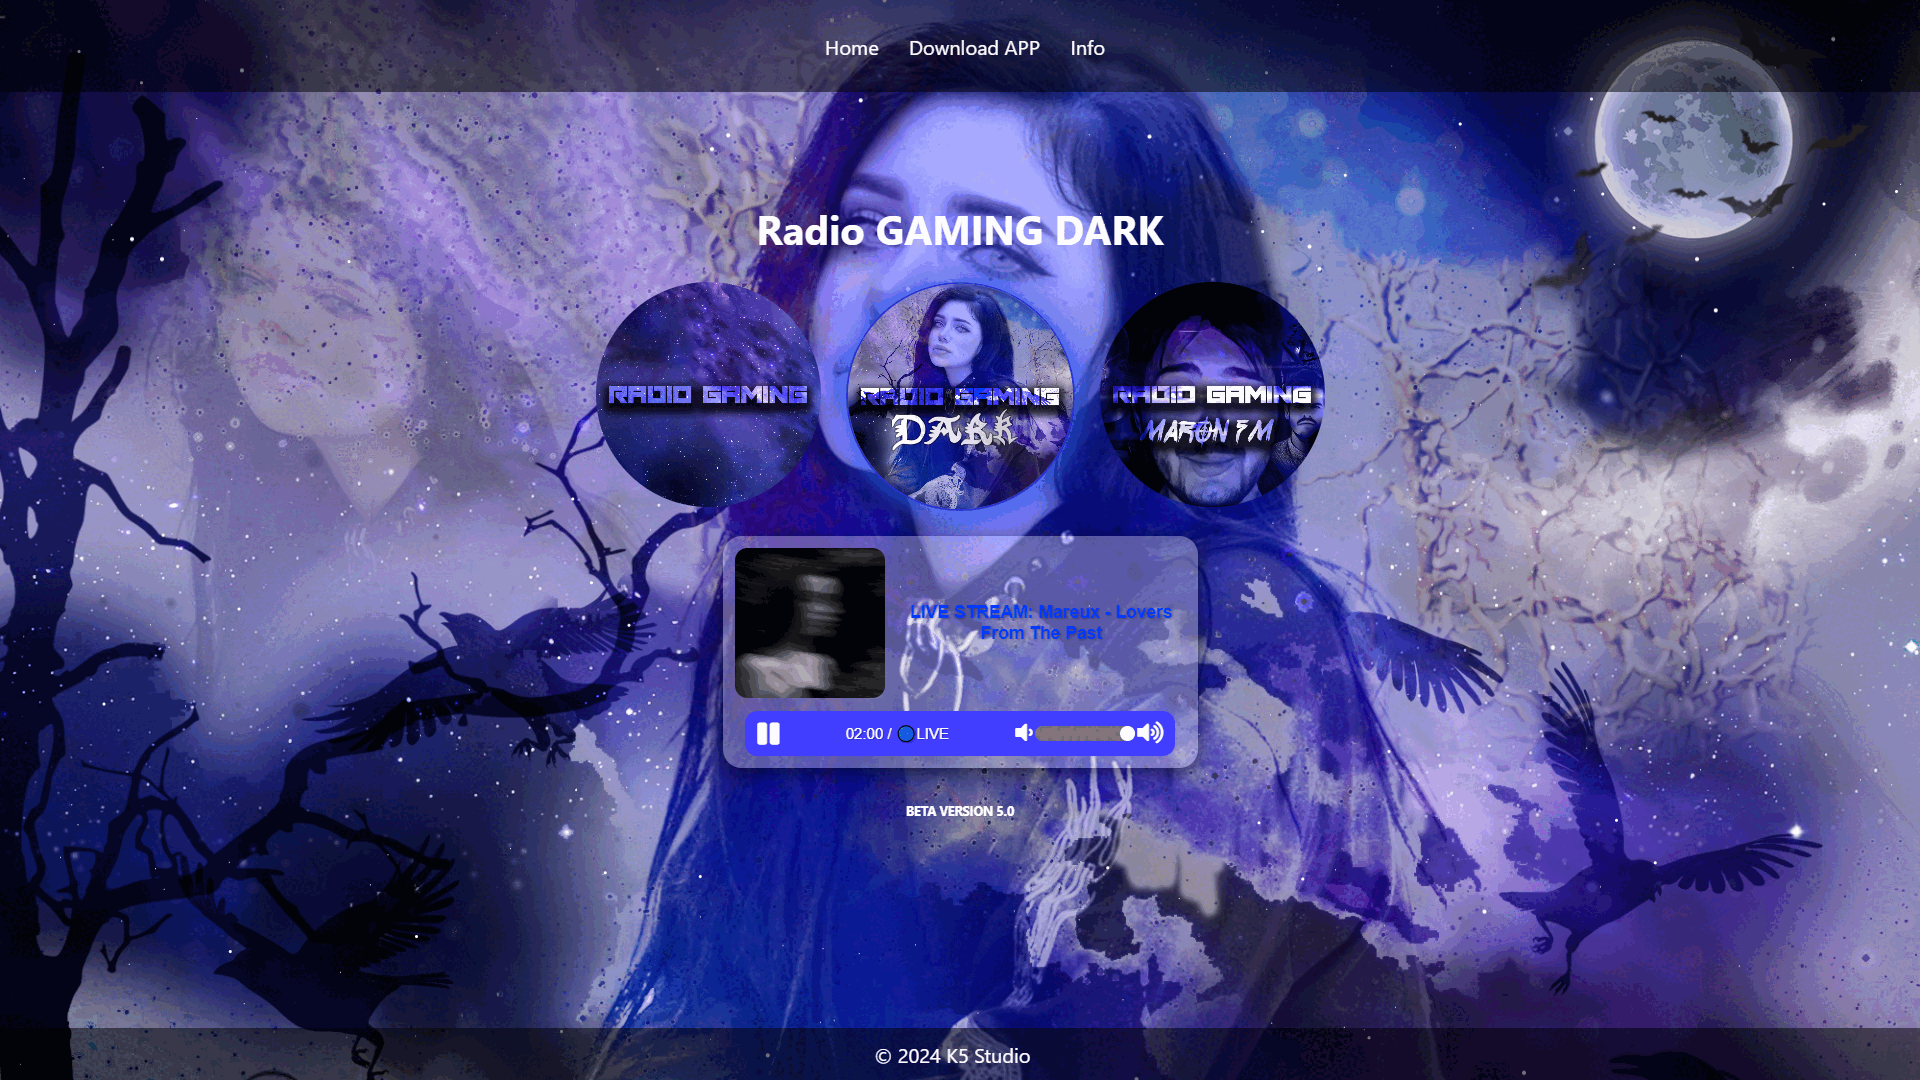 Home
Download APP
Info
Radio GAMING DARK
RADIO GAMING
RADIO GAMING
DARK
RADIO GAMING
MARON FM
LIVE STREAM: Mareux - Lovers
From The Past
02:00 / LIVE
BETA VERSION 5.0
© 2024 K5 Studio